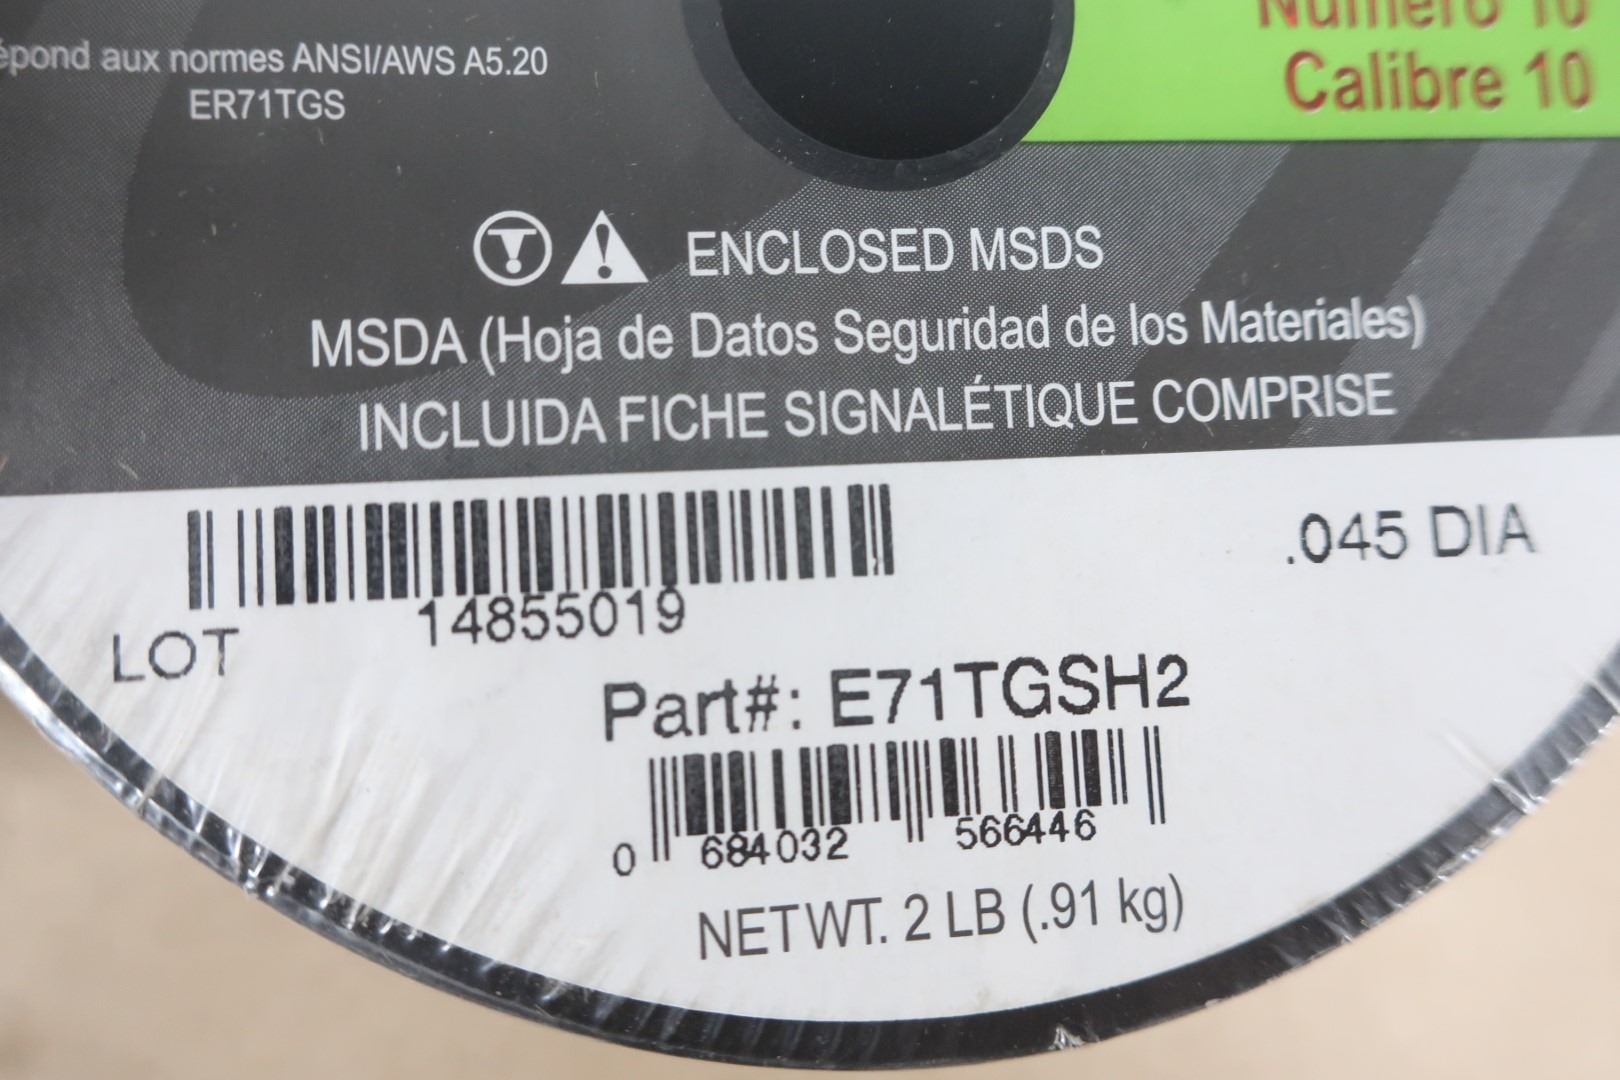 Numéro 10
Calibre 10
épond aux normes ANSI/AWS A5.20
ER71TGS
ENCLOSED MSDS
MSDA (Hoja de Datos Seguridad de los Materiales)
INCLUIDA FICHE SIGNALÉTIQUE COMPRISE
.045 DIA
14855019
LOT
Part#: E71TGSH2
0 684032 566446
NET WT. 2 LB (.91 kg)